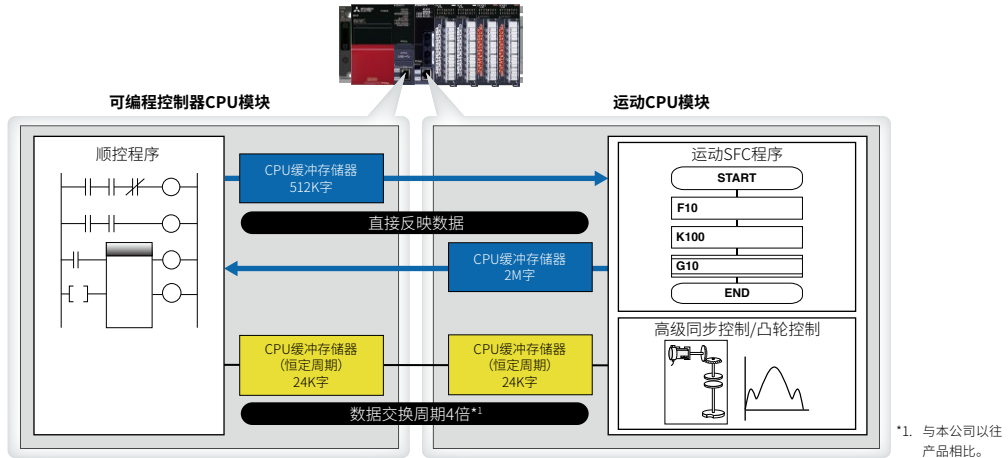 可编程控制器CPU模块
运动CPU模块
顺控程序
CPU缓冲存储器
512K字
直接反映数据
CPU缓冲存储器
2M字
CPU缓冲存储器
(恒定周期)
24K字
CPU缓冲存储器
(恒定周期)
24K字
数据交换周期4倍*1
运动SFC程序
START
F10
K100
G10
END
高级同步控制/凸轮控制
*1. 与本公司以往
产品相比。